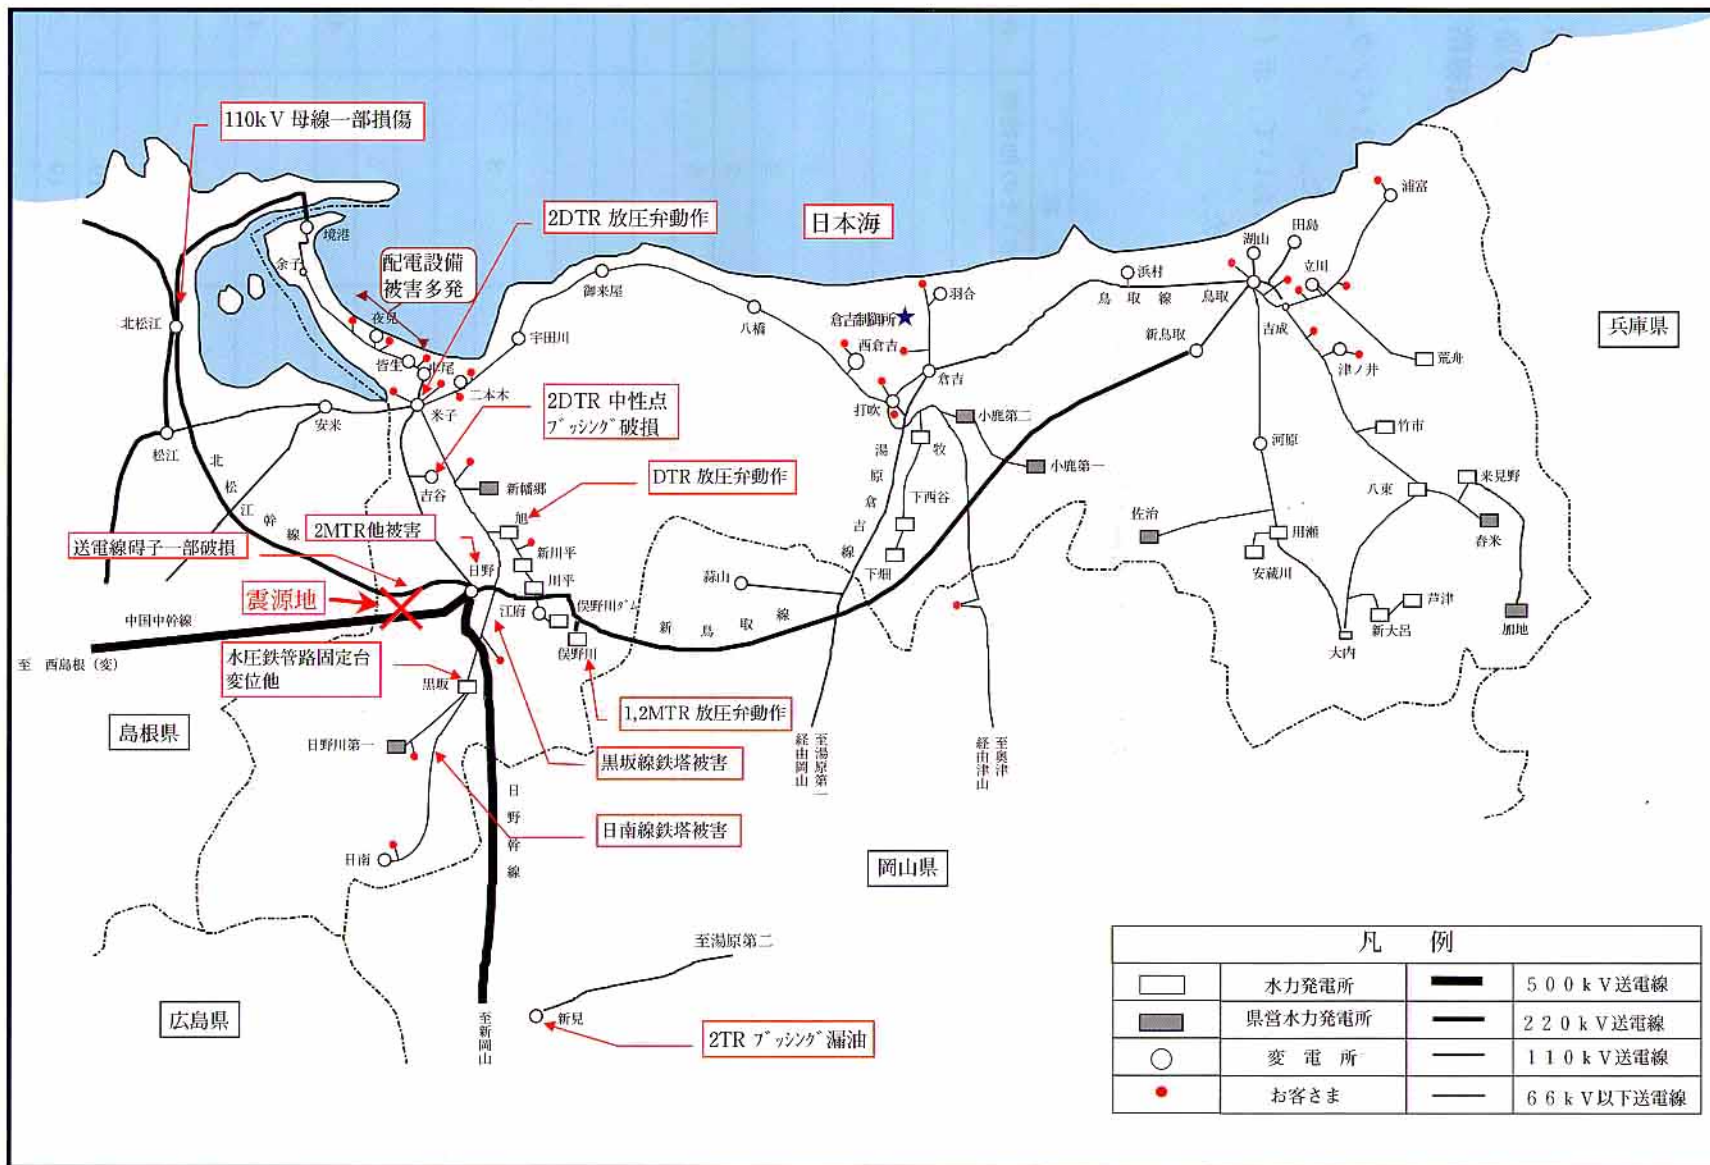 110kV 母線一部損傷
2DTR 放圧弁動作
日本海
配電設備
被害多発
境港
余子
北松江
夜見
皆生
米子
二本木
宇田川
御来屋
八橋
倉吉制御所
羽合
西倉吉
倉吉
打吹
浜村
鳥取線
鳥取
湖山
田島
立川
浦富
吉成
新鳥取
津ノ井
荒舟
兵庫県
松江
安来
北松江幹線
吉谷
2DTR 中性点
ブッシング破損
新幡郷
DTR 放圧弁動作
旭
新川平
川平
2MTR他被害
日野
送電線碍子一部破損
震源地
中国中幹線
至 西島根(変)
江府
俣野川ダム
俣野川
新鳥取線
蒜山
湯原倉吉線
牧
下西谷
下畑
小鹿第二
小鹿第一
河原
竹市
八東
来見野
春米
佐治
用瀬
安蔵川
芦津
新大呂
大内
加地
水圧鉄管路固定台
変位他
黒坂
1,2MTR 放圧弁動作
島根県
日野川第一
黒坂線鉄塔被害
日南線鉄塔被害
日南
日野幹線
至湯原第一
経由岡山
至奥津
経由津山
岡山県
広島県
至新岡山
至湯原第二
新見
2TR ブッシング漏油
凡 例
水力発電所 500kV送電線
県営水力発電所 220kV送電線
変電所 110kV送電線
お客さま 66kV以下送電線